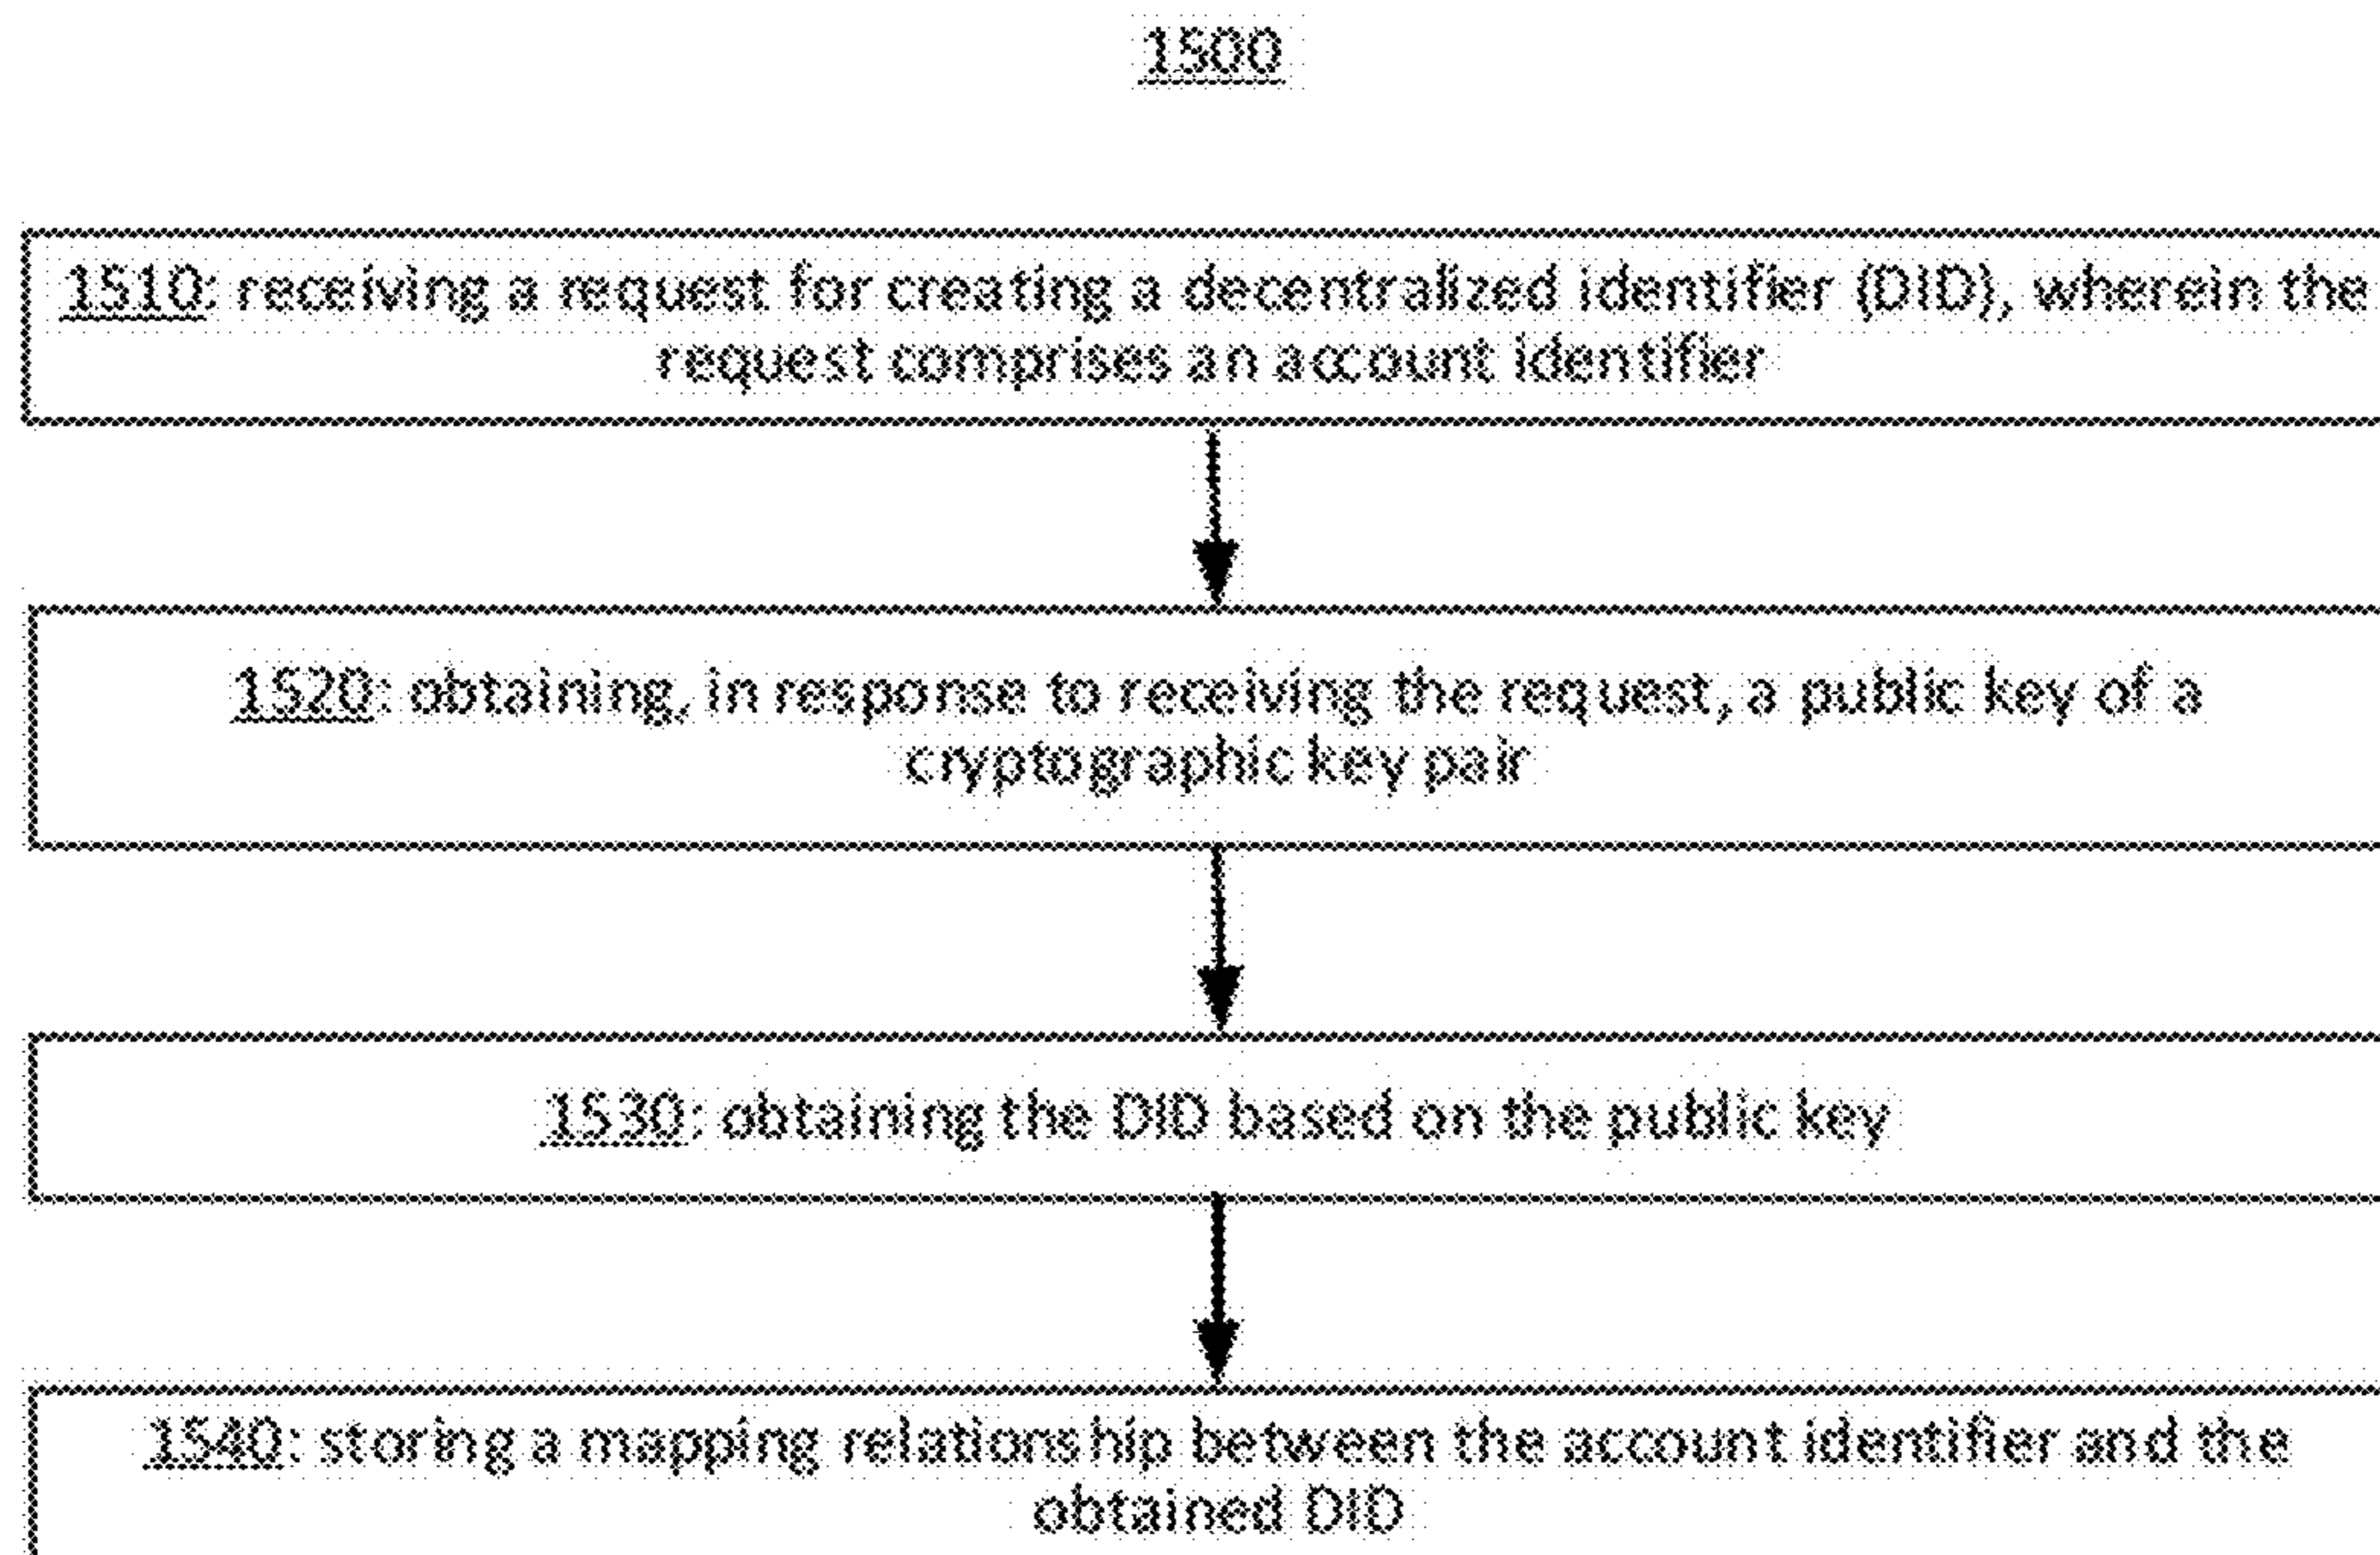 1500
1510: receiving a request for creating a decentralized identifier (DID), wherein the
request comprises an account identifier
1520: obtaining, in response to receiving the request, a public key of a
cryptographic key pair
1530: obtaining the DID based on the public key
1540: storing a mapping relationship between the account identifier and the
obtained DID